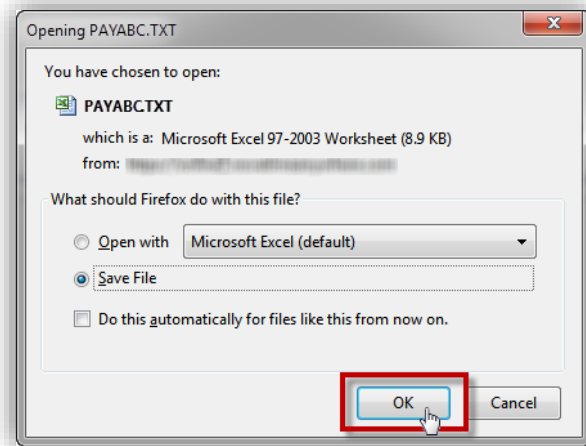 Opening PAYABC.TXT
You have chosen to open:
PAYABC.TXT
which is a: Microsoft Excel 97-2003 Worksheet (8.9 KB)
from:
What should Firefox do with this file?
Open with Microsoft Excel (default)
Save File
Do this automatically for files like this from now on.
OK Cancel